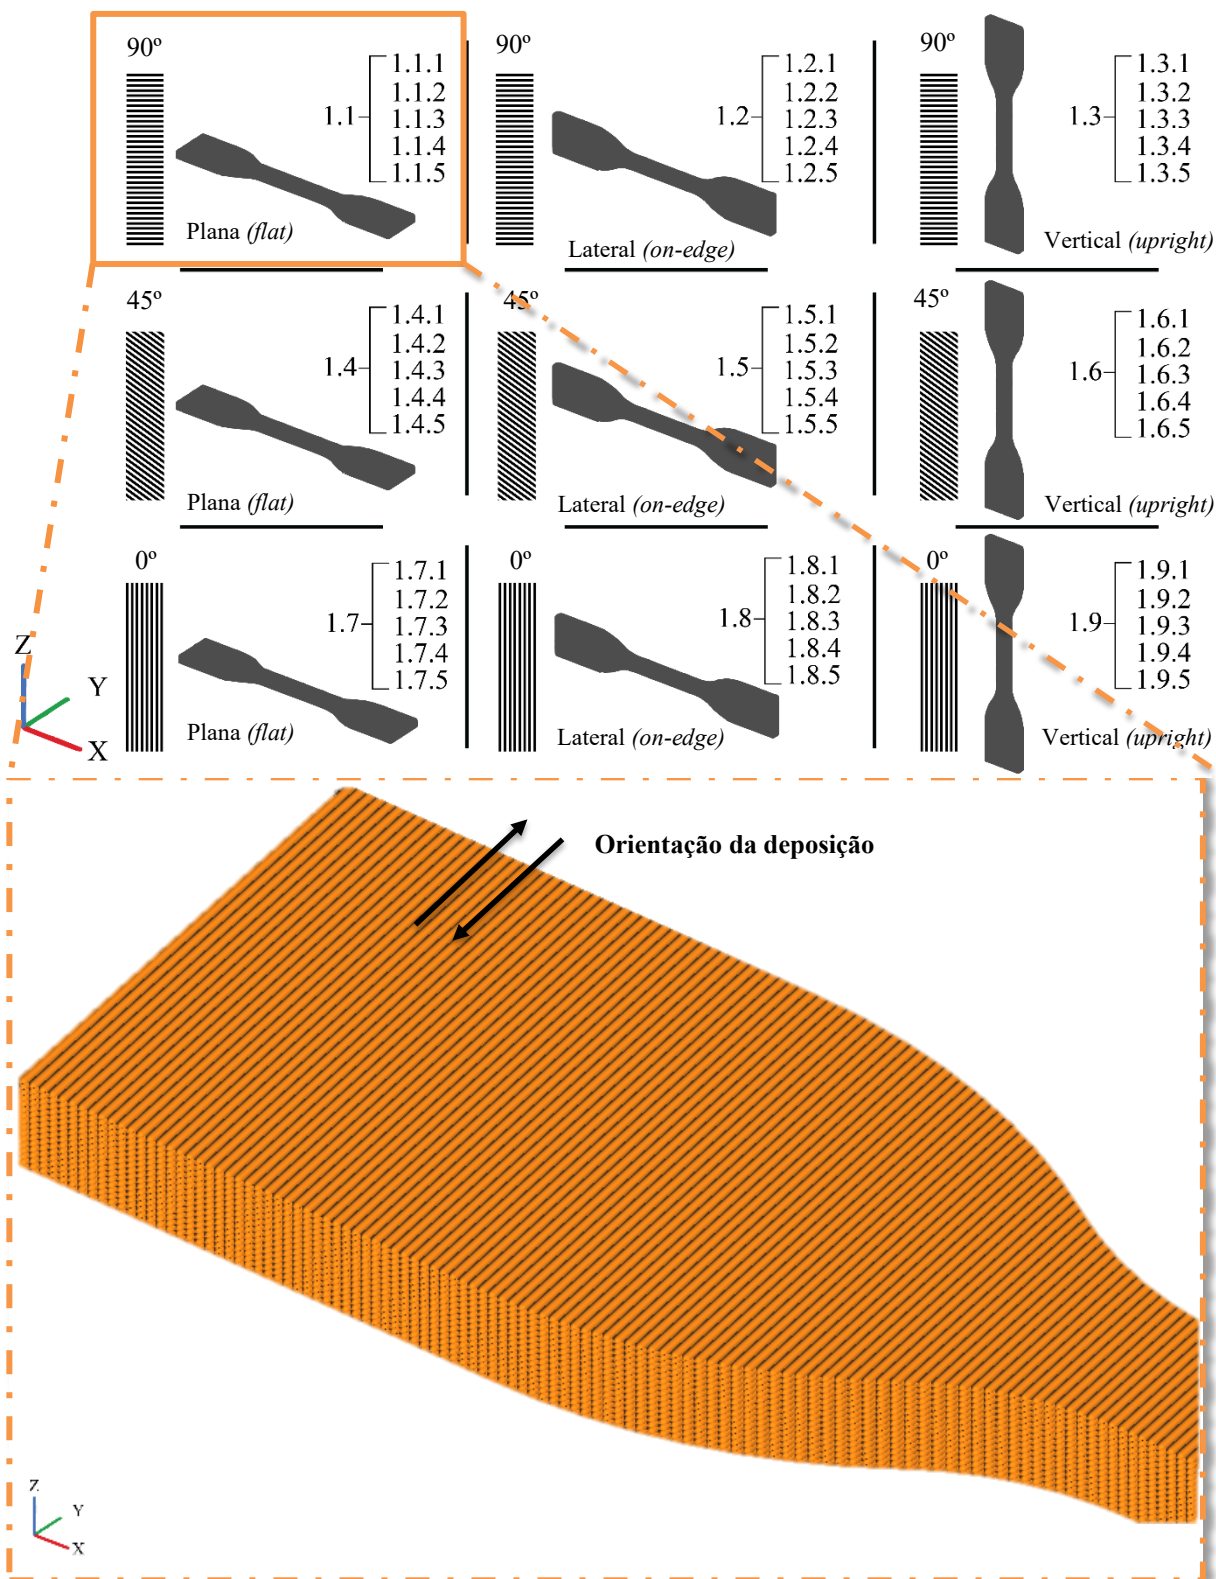 90º
1.1
1.1.1
1.1.2
1.1.3
1.1.4
1.1.5
Plana (flat)
90º
1.2
1.2.1
1.2.2
1.2.3
1.2.4
1.2.5
Lateral (on-edge)
90º
1.3
1.3.1
1.3.2
1.3.3
1.3.4
1.3.5
Vertical (upright)
45º
1.4
1.4.1
1.4.2
1.4.3
1.4.4
1.4.5
Plana (flat)
45º
1.5
1.5.1
1.5.2
1.5.3
1.5.4
1.5.5
Lateral (on-edge)
45º
1.6
1.6.1
1.6.2
1.6.3
1.6.4
1.6.5
Vertical (upright)
0º
1.7
1.7.1
1.7.2
1.7.3
1.7.4
1.7.5
Plana (flat)
0º
1.8
1.8.1
1.8.2
1.8.3
1.8.4
1.8.5
Lateral (on-edge)
0º
1.9
1.9.1
1.9.2
1.9.3
1.9.4
1.9.5
Vertical (upright)
Z
Y
X
Orientação da deposição
Z
Y
X